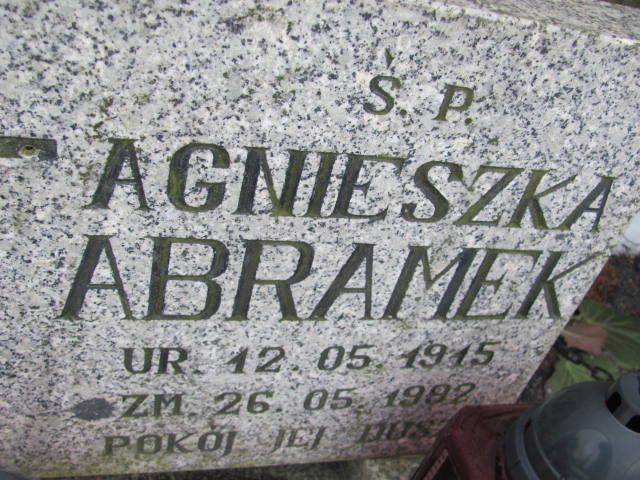 Ś. P.
AGNIESZKA
ABRAMEK
UR. 12. 05. 1915
ZM. 26. 05. 1982
POKÓJ JEJ